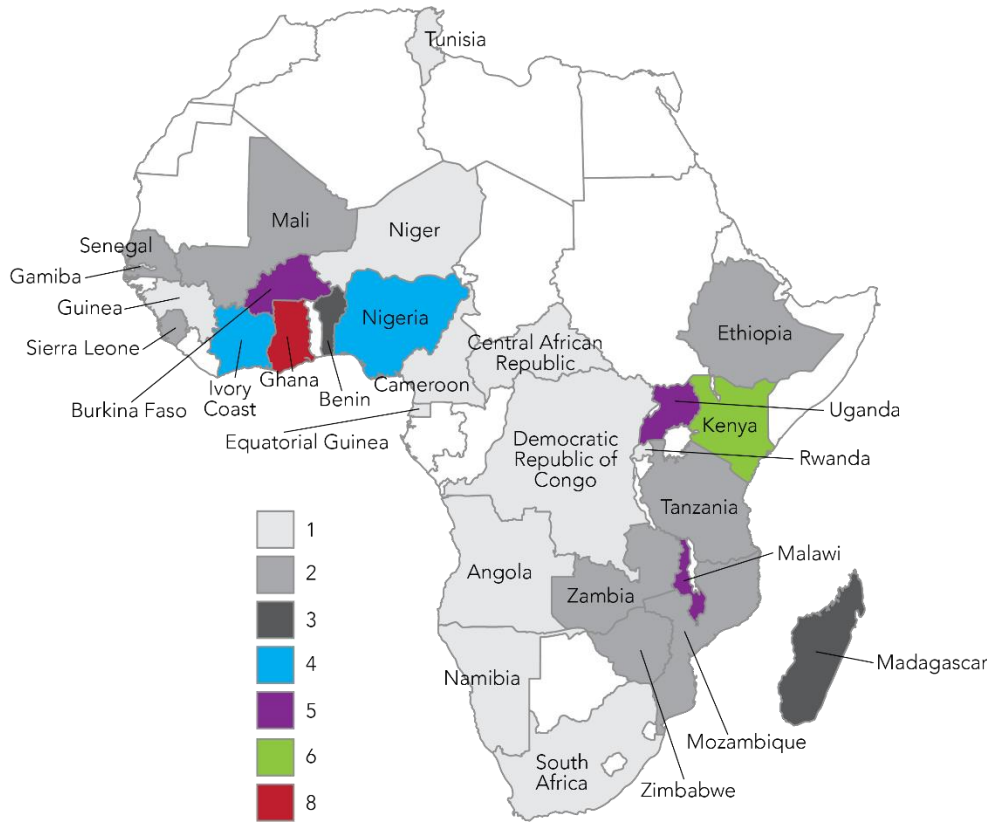 Tunisia
Mali
Niger
Senegal
Gamiba
Guinea
Sierra Leone
Burkina Faso
Ivory
Coast
Ghana
Benin
Nigeria
Cameroon
Equatorial Guinea
Central African
Republic
Ethiopia
Uganda
Kenya
Rwanda
Democratic
Republic of
Congo
Tanzania
Malawi
Angola
Zambia
Madagascar
Namibia
Mozambique
Zimbabwe
South
Africa
1
2
3
4
5
6
8